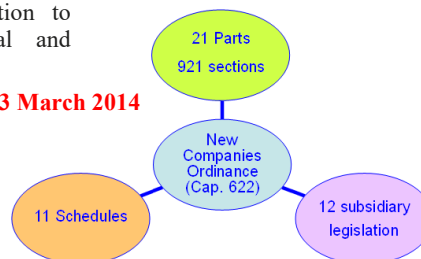 tion to
al and
3 March 2014
21 Parts
921 sections
New
Companies
Ordinance
(Cap. 622)
11 Schedules
12 subsidiary
legislation